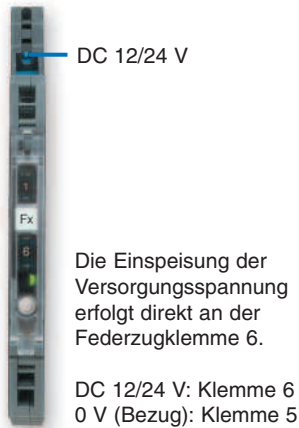 DC 12/24 V
1
Fx
6
Die Einspeisung der
Versorgungsspannung
erfolgt direkt an der
Federzugklemme 6.
DC 12/24 V: Klemme 6
0 V (Bezug): Klemme 5